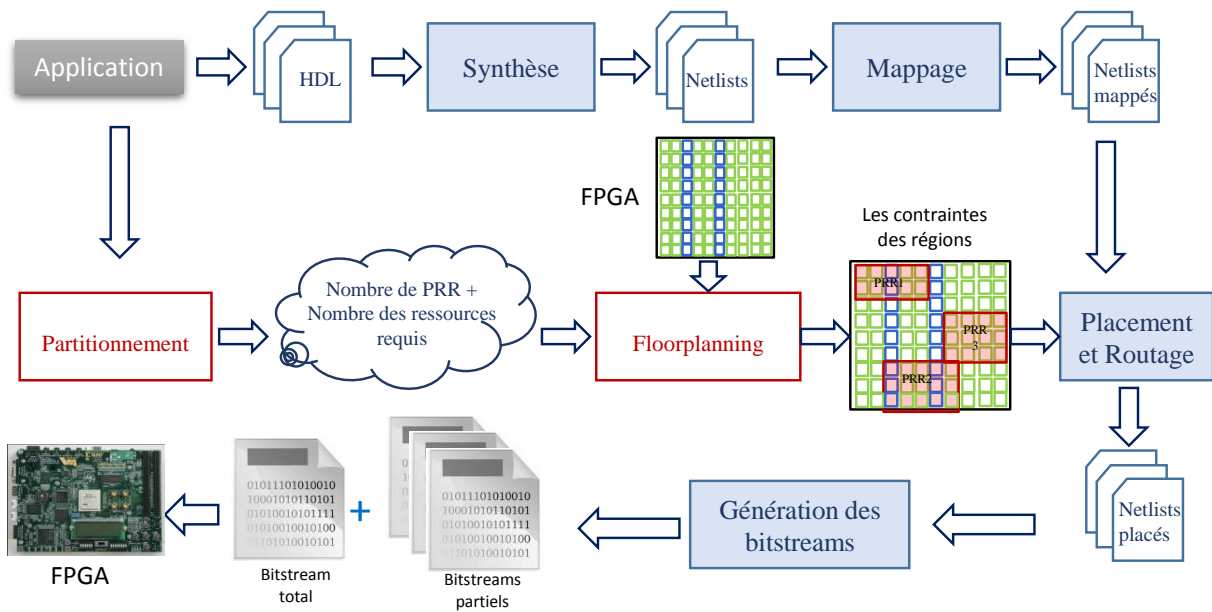 Application
HDL
Synthèse
Netlists
Mappage
Netlists
mappés
FPGA
Les contraintes
des régions
Partitionnement
Nombre de PRR +
Nombre des ressources
requis
Floorplanning
PRR1
PRR
3
PRR2
Placement
et Routage
Netlists
placés
Génération des
bitstreams
01011101010010
10001010110101
01010010101111
01010010010100
01101010010101
Bitstreams
partiels
+
01011101010010
10001010110101
01010010101111
01010010010100
01101010010101
Bitstream
total
FPGA